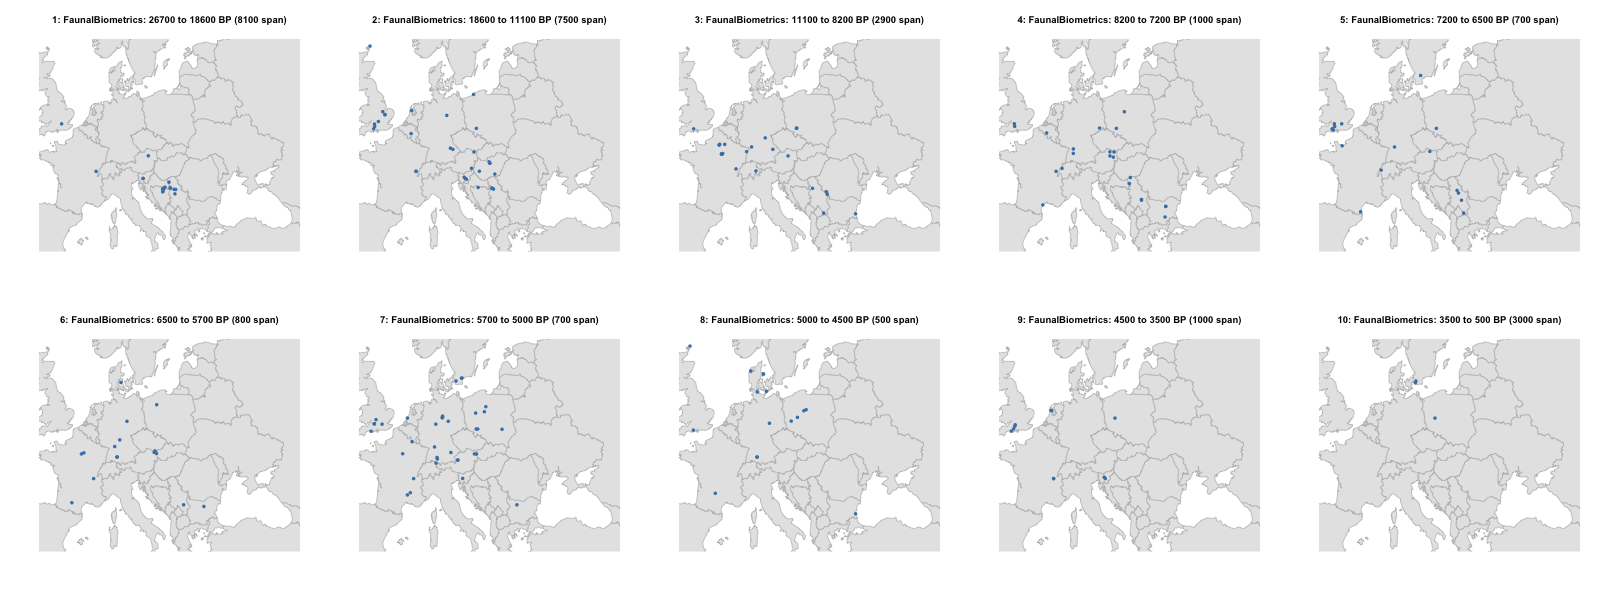 1: FaunalBiometrics: 26700 to 18600 BP (8100 span)
2: FaunalBiometrics: 18600 to 11100 BP (7500 span)
3: FaunalBiometrics: 11100 to 8200 BP (2900 span)
4: FaunalBiometrics: 8200 to 7200 BP (1000 span)
5: FaunalBiometrics: 7200 to 6500 BP (700 span)
6: FaunalBiometrics: 6500 to 5700 BP (800 span)
7: FaunalBiometrics: 5700 to 5000 BP (700 span)
8: FaunalBiometrics: 5000 to 4500 BP (500 span)
9: FaunalBiometrics: 4500 to 3500 BP (1000 span)
10: FaunalBiometrics: 3500 to 500 BP (3000 span)